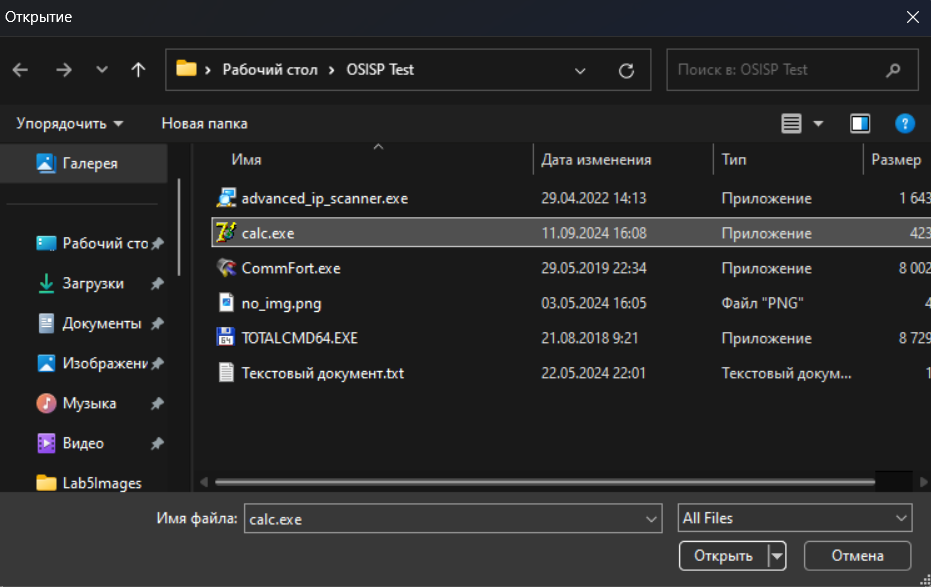 Открытие
Рабочий стол > OSISP Test
Поиск в: OSISP Test
Упорядочить
Новая папка
?
Галерея
Рабочий сто
Загрузки
Документы
Изображени
Музыка
Видео
Lab5Images
Имя Дата изменения Тип Размер
advanced_ip_scanner.exe 29.04.2022 14:13 Приложение 1 643
calc.exe 11.09.2024 16:08 Приложение 423
CommFort.exe 29.05.2019 22:34 Приложение 8 002
no_img.png 03.05.2024 16:05 Файл "PNG" 4
TOTALCMD64.EXE 21.08.2018 9:21 Приложение 8 729
Текстовый документ.txt 22.05.2024 22:01 Текстовый докум... 1
Имя файла: calc.exe All Files
Открыть Отмена